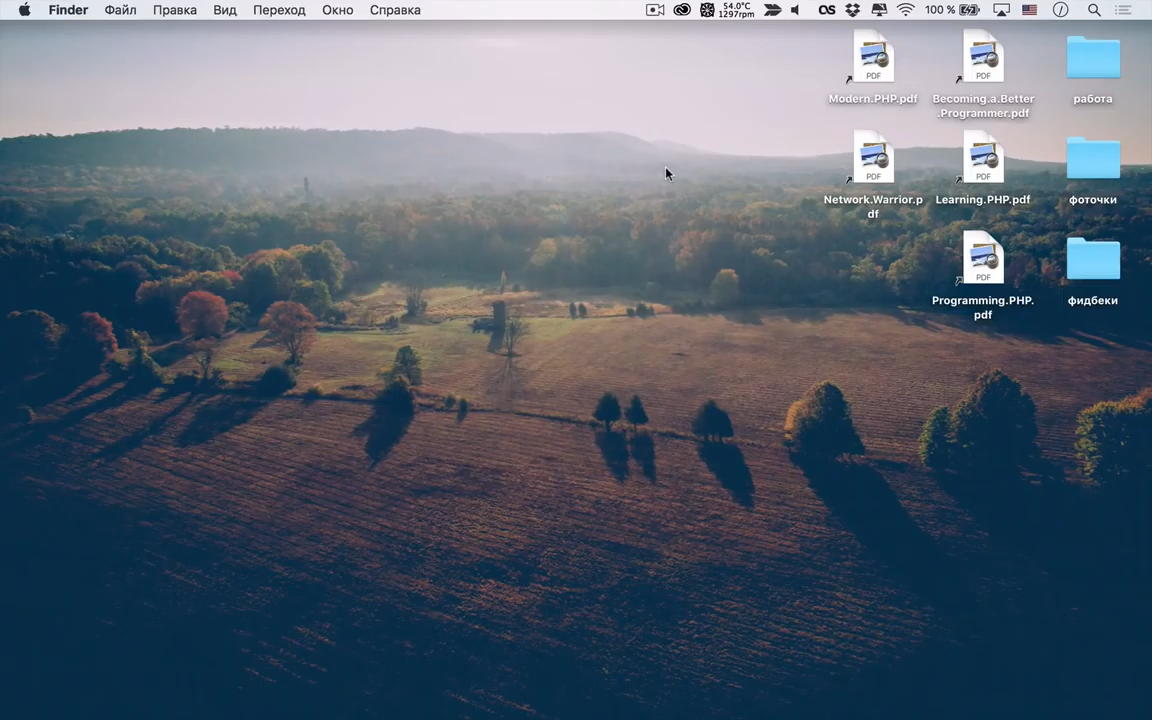 Finder Файл Правка Вид Переход Окно Справка 54.0°C 1297rpm 100 %
PDF
Modern.PHP.pdf
PDF
Becoming.a.Better
.Programmer.pdf
работа
PDF
Network.Warrior.p
df
PDF
Learning.PHP.pdf
фоточки
PDF
Programming.PHP.
pdf
фидбеки